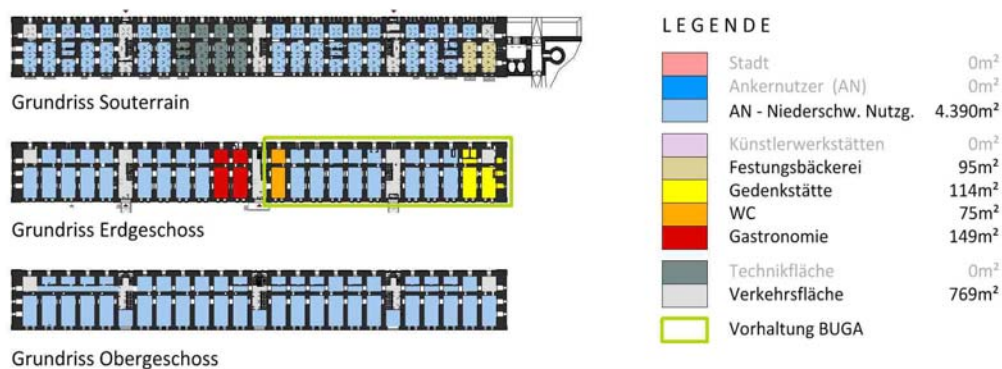 Grundriss Souterrain
Grundriss Erdgeschoss
Grundriss Obergeschoss
LEGENDE
Stadt 0m²
Ankernutzer (AN) 0m²
AN - Niederschw. Nutzg. 4.390m²
Künstlerwerkstätten 0m²
Festungsbäckerei 95m²
Gedenkstätte 114m²
WC 75m²
Gastronomie 149m²
Technikfläche 0m²
Verkehrsfläche 769m²
Vorhaltung BUGA